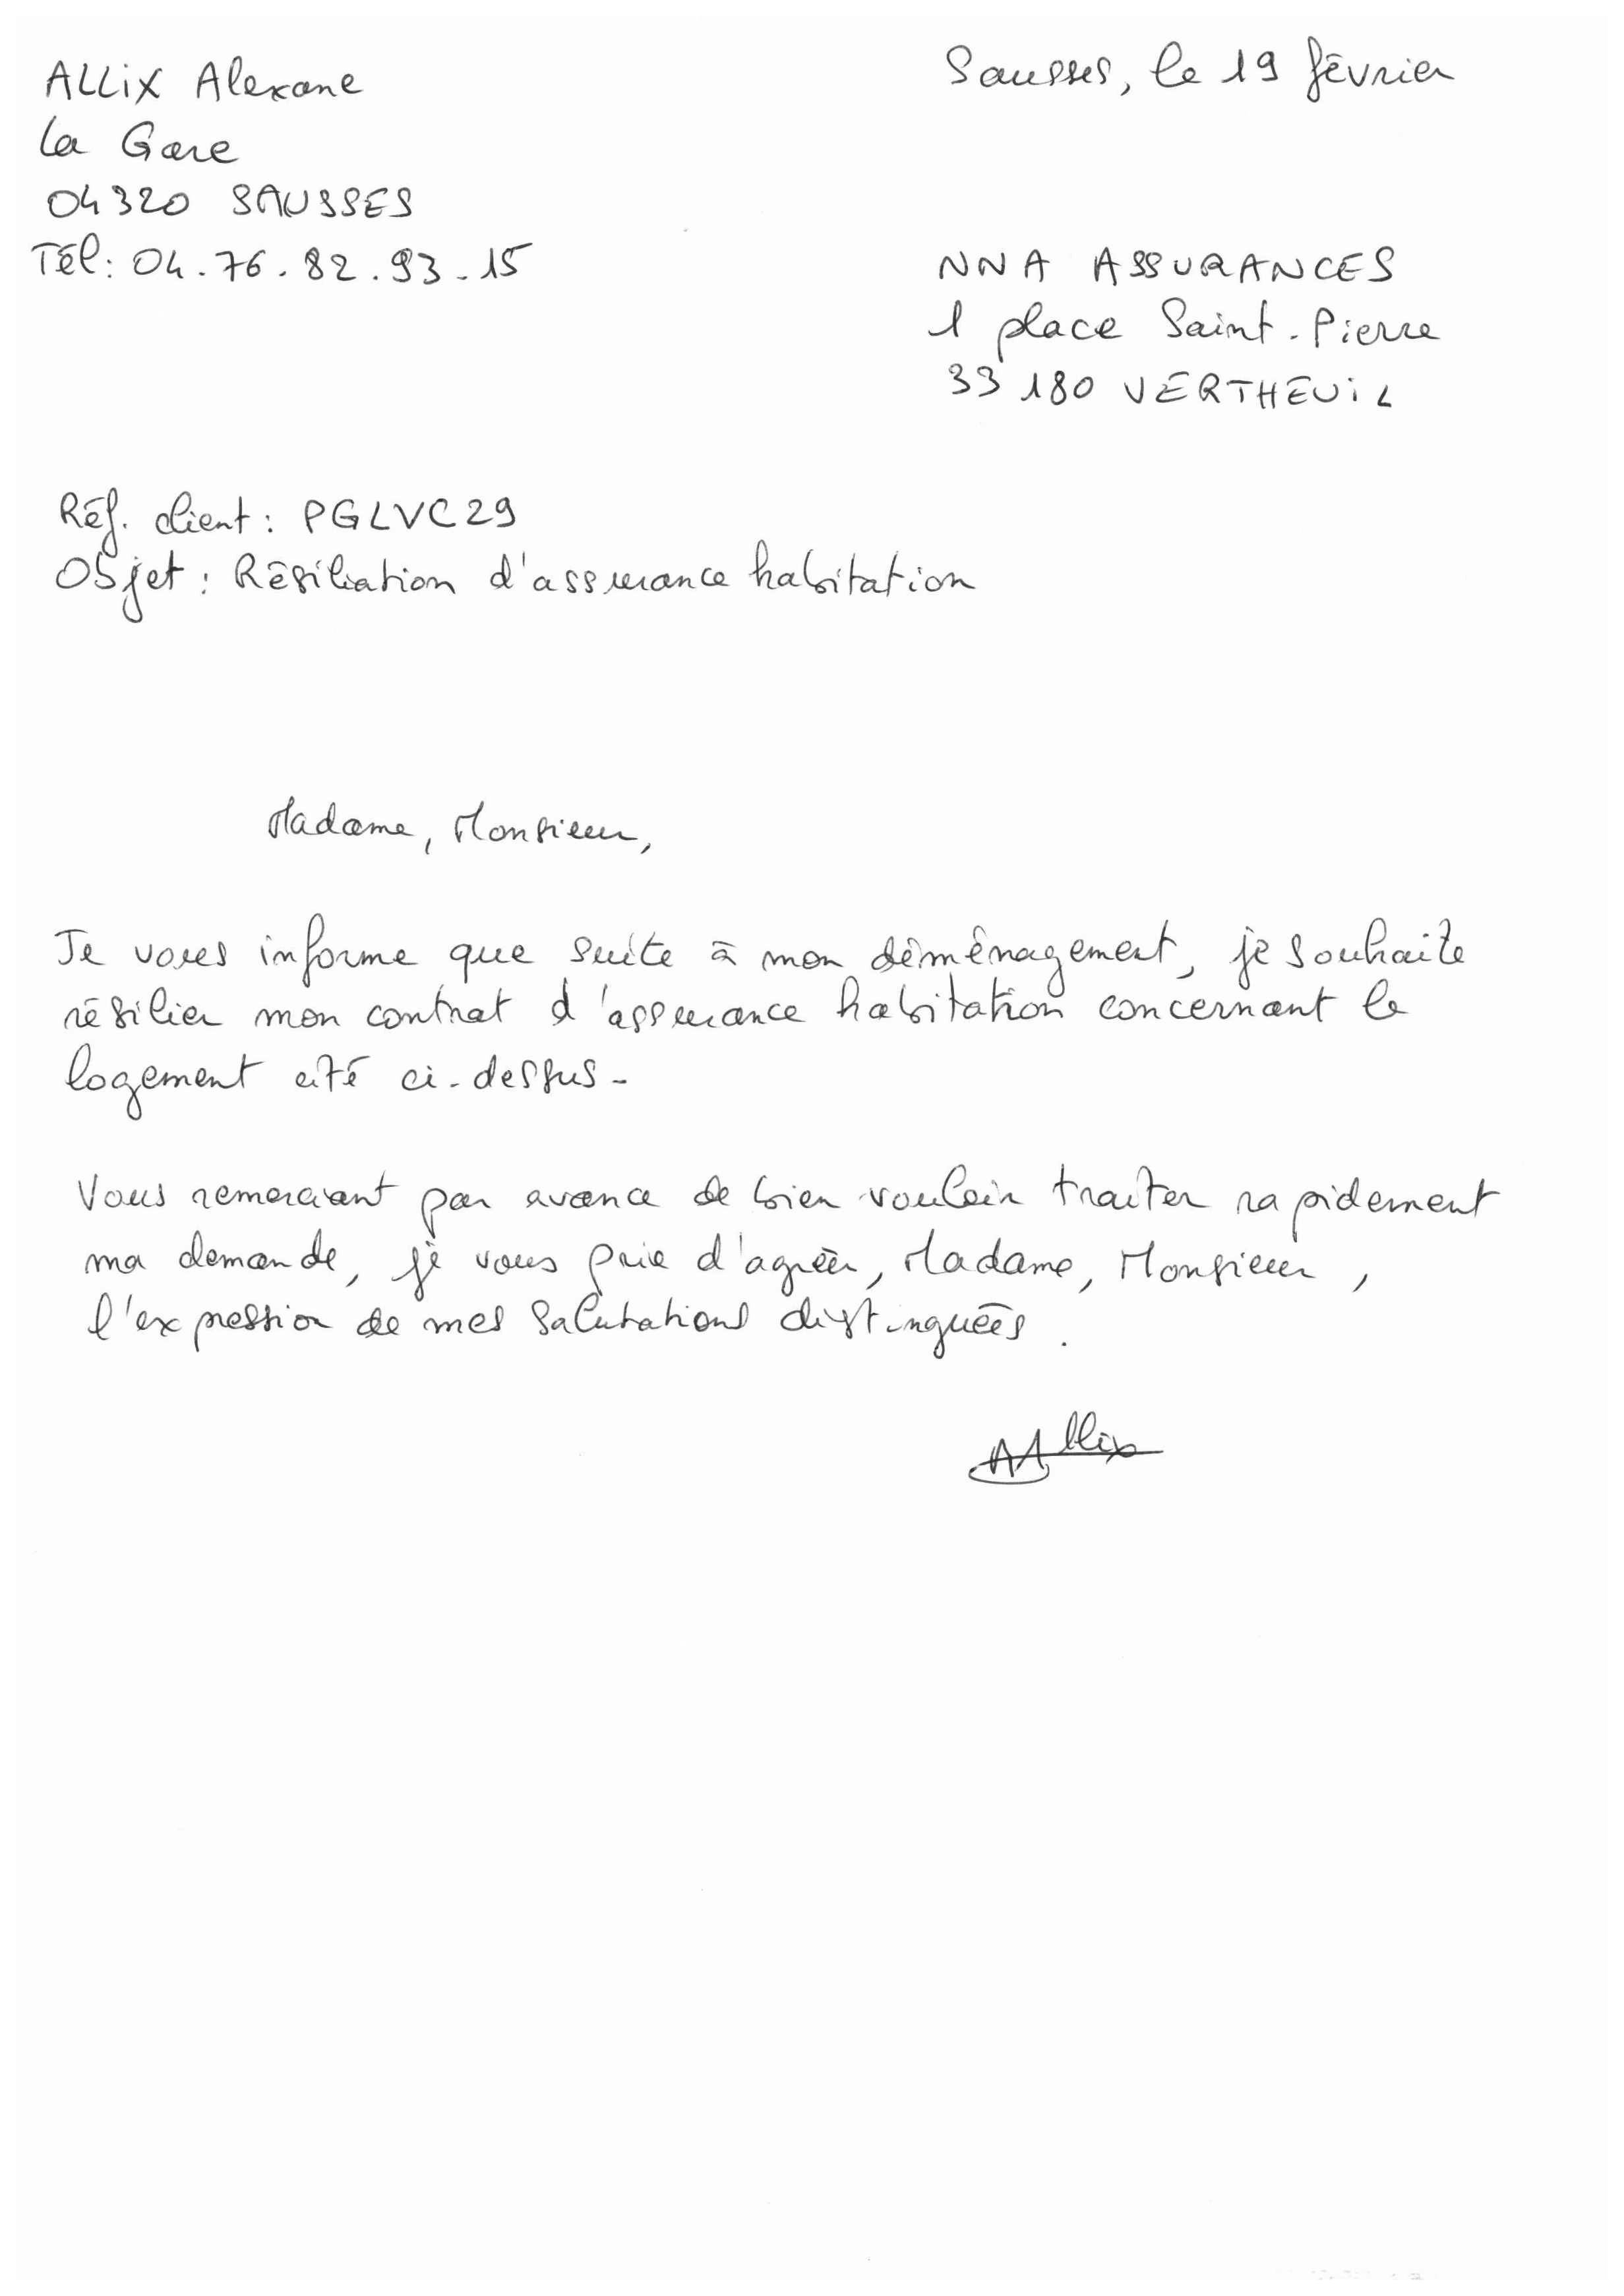 ALLIX Alexane
La Gare
04320 SAUSSES
Tél: 04.76.82.93.15
Sausses, le 19 février
NNA ASSURANCES
1 place Saint-Pierre
33180 VERTHEUIL
Réf. client: PGLVC29
Objet: Résiliation d'assurance habitation
Madame, Monsieur,
Je vous informe que suite à mon déménagement, je souhaite
résilier mon contrat d'assurance habitation concernant le
logement cité ci-dessus.
Vous remerciant par avance de bien vouloir traiter rapidement
ma demande, je vous prie d'agréer, Madame, Monsieur,
l'expression de mes salutations distinguées.
Allix